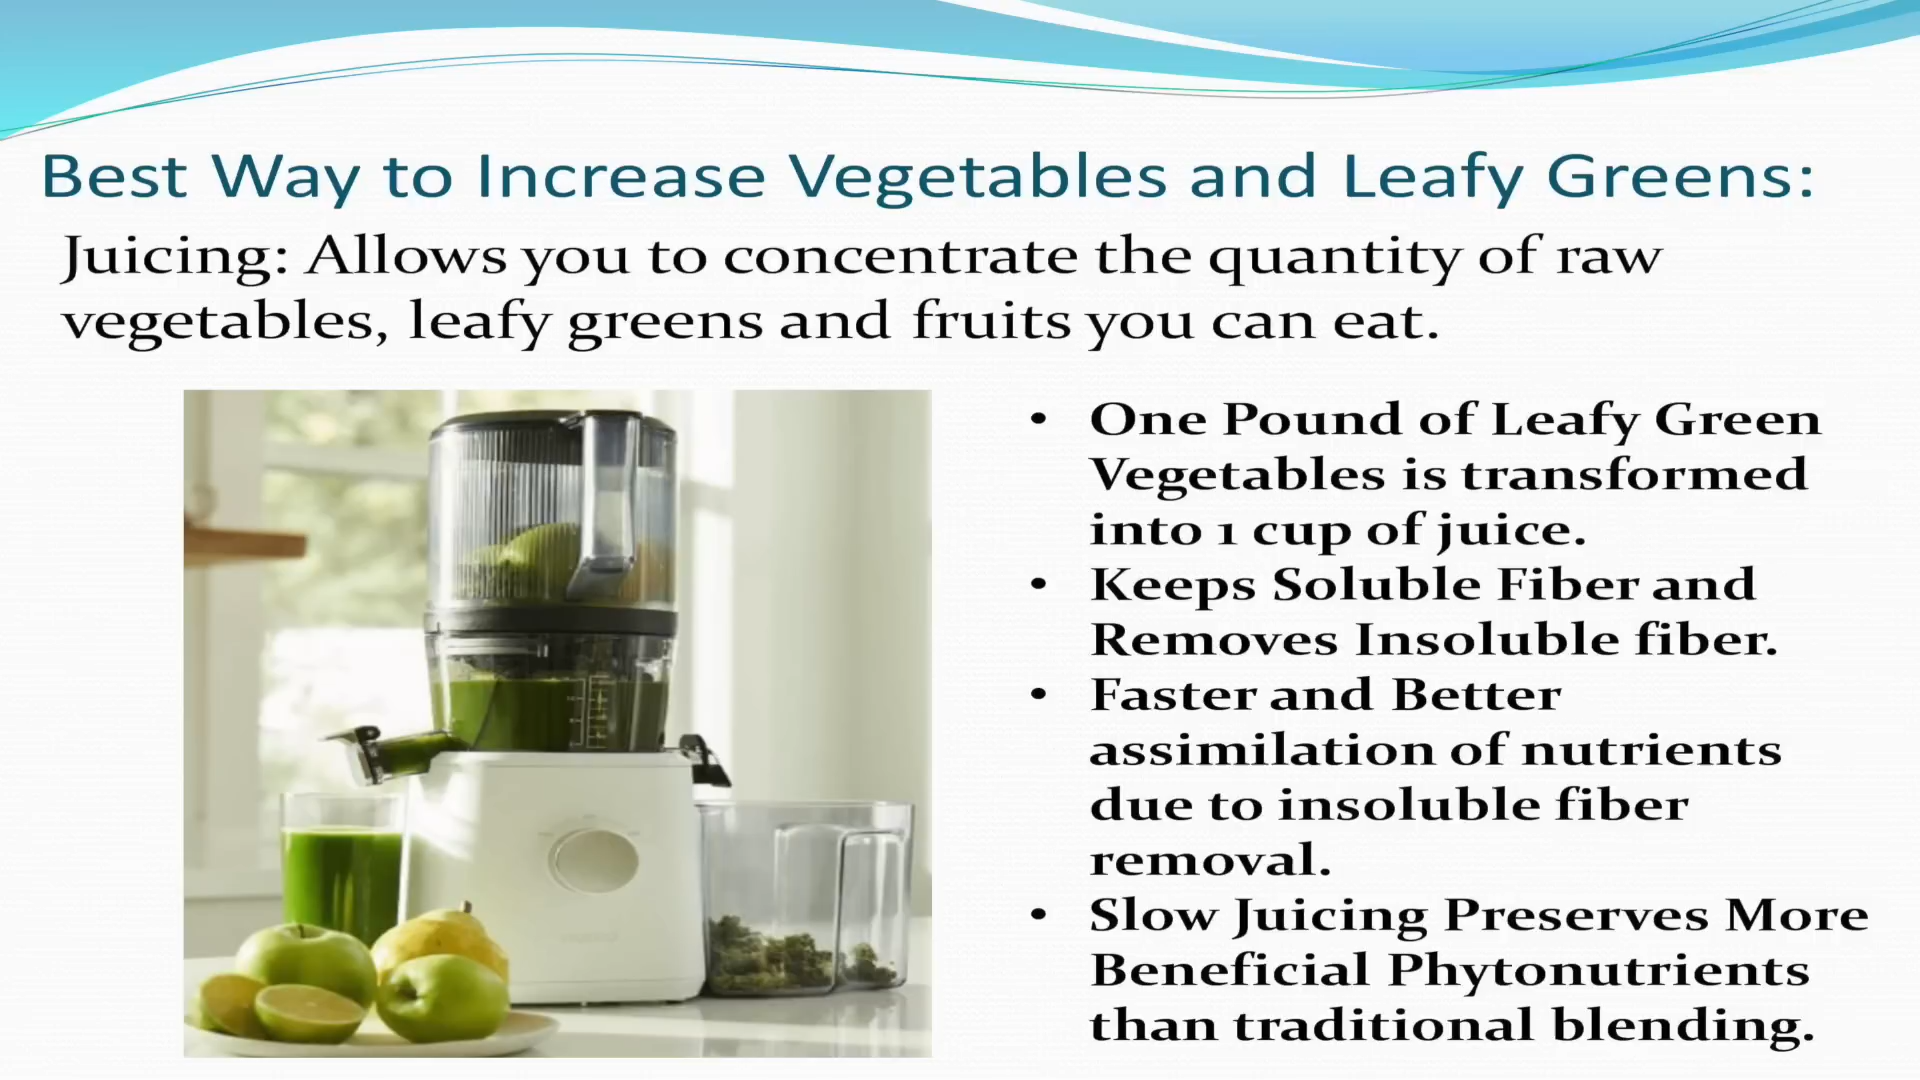 Best Way to Increase Vegetables and Leafy Greens:
Juicing: Allows you to concentrate the quantity of raw
vegetables, leafy greens and fruits you can eat.
• One Pound of Leafy Green
Vegetables is transformed
into 1 cup of juice.
• Keeps Soluble Fiber and
Removes Insoluble fiber.
• Faster and Better
assimilation of nutrients
due to insoluble fiber
removal.
• Slow Juicing Preserves More
Beneficial Phytonutrients
than traditional blending.